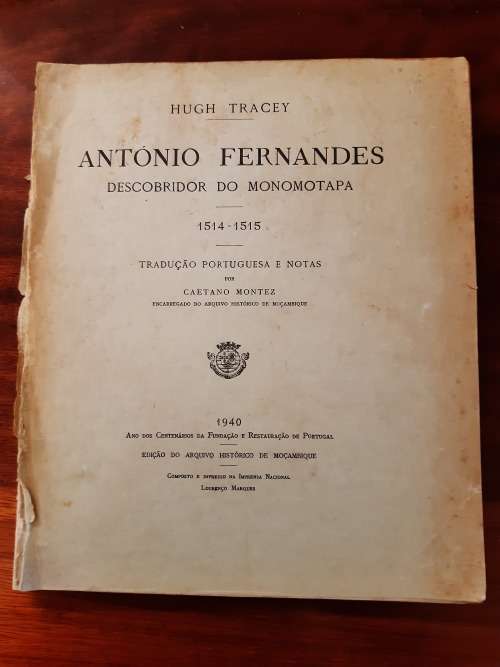 HUGH TRACEY
ANTÓNIO FERNANDES
DESCOBRIDOR DO MONOMOTAPA
1514-1515
TRADUÇÃO PORTUGUESA E NOTAS
POR
CAETANO MONTEZ
ENCARREGADO DO ARQUIVO HISTÓRICO DE MOÇAMBIQUE
1940
ANO DOS CENTENÁRIOS DA FUNDAÇÃO E RESTAURAÇÃO DE PORTUGAL
EDIÇÃO DO ARQUIVO HISTÓRICO DE MOÇAMBIQUE
COMPOSTO E IMPRESSO NA IMPRENSA NACIONAL
LOURENÇO MARQUES